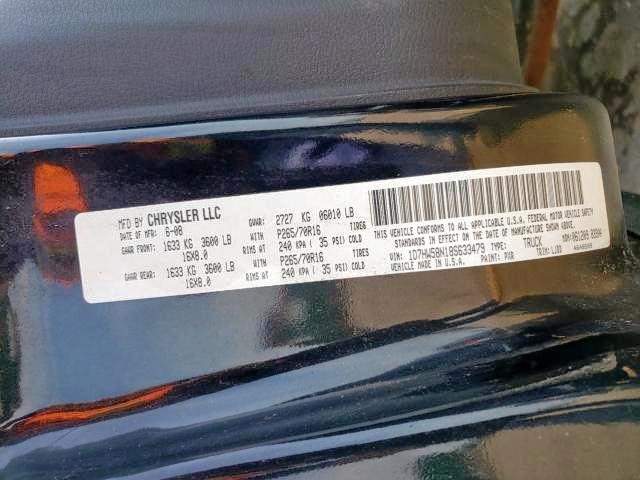 MFD BY CHRYSLER LLC
DATE OF MFR: 6-08 GVWR: 2727 KG 06010 LB
GAWR FRONT: 1633 KG 3600 LB WITH P265/70R16 TIRES
16X8.0 RIMS AT 240 KPA ( 35 PSI) COLD
GAWR REAR: 1633 KG 3600 LB WITH P265/70R16 TIRES
16X8.0 RIMS AT 240 KPA ( 35 PSI) COLD
THIS VEHICLE CONFORMS TO ALL APPLICABLE U.S.A. FEDERAL MOTOR VEHICLE SAFETY
STANDARDS IN EFFECT ON THE DATE OF MANUFACTURE SHOWN ABOVE.
VIN: 1D7HW58N18S633479 TYPE: TRUCK MDH:
VEHICLE MADE IN U.S.A. PAINT: PXR TRIM: